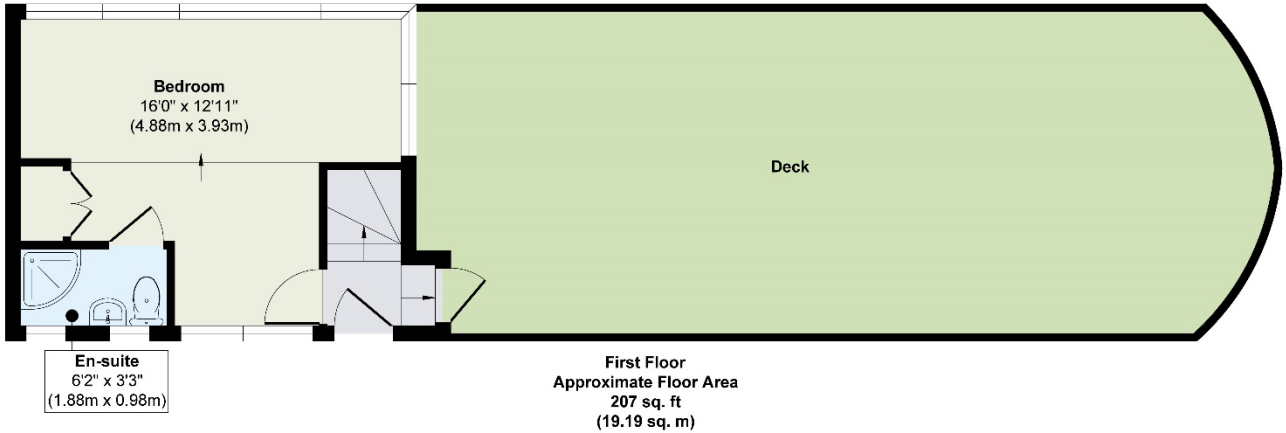 Bedroom
16'0" x 12'11"
(4.88m x 3.93m)
Deck
En-suite
6'2" x 3'3"
(1.88m x 0.98m)
First Floor
Approximate Floor Area
207 sq. ft
(19.19 sq. m)